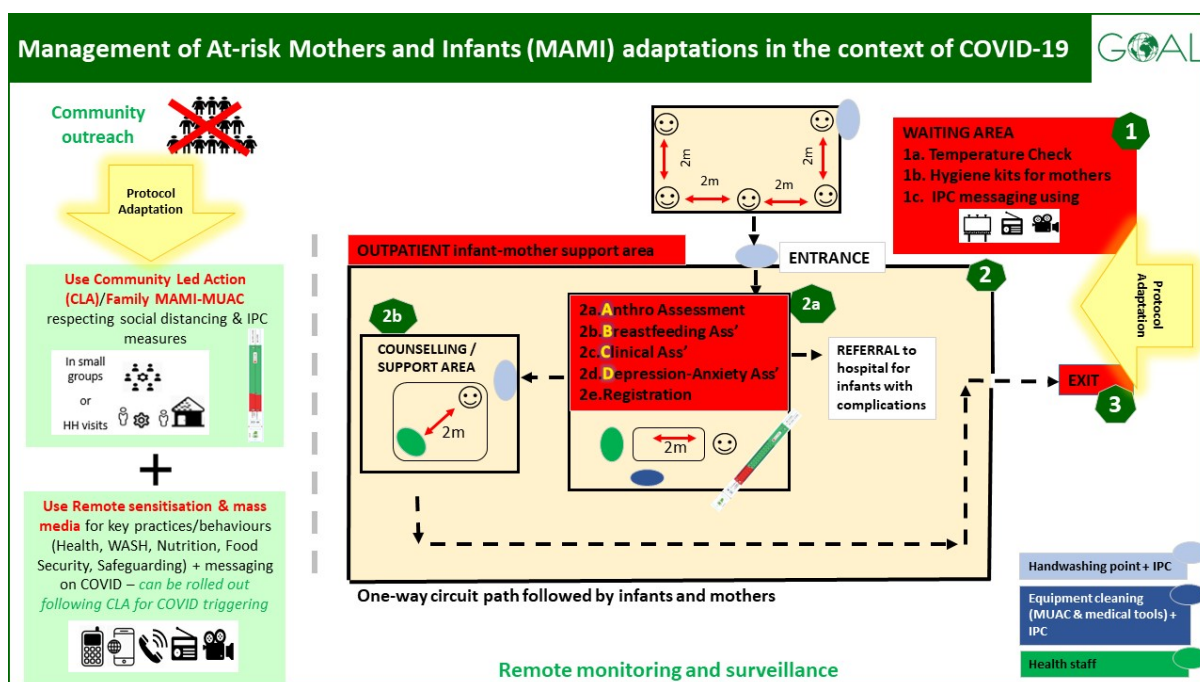 Management of At-risk Mothers and Infants (MAMI) adaptations in the context of COVID-19
GOAL
Community
outreach
Protocol
Adaptation
Use Community Led Action
(CLA)/Family MAMI-MUAC
respecting social distancing & IPC
measures
In small
groups
or
HH visits
+
Use Remote sensitisation & mass
media for key practices/behaviours
(Health, WASH, Nutrition, Food
Security, Safeguarding) + messaging
on COVID – can be rolled out
following CLA for COVID triggering
2m
2m
2m
2m
WAITING AREA
1
1a. Temperature Check
1b. Hygiene kits for mothers
1c. IPC messaging using
Protocol
Adaptation
OUTPATIENT infant-mother support area
ENTRANCE
2
2b
COUNSELLING /
SUPPORT AREA
2m
2a
2a.Anthro Assessment
2b.Breastfeeding Ass’
2c.Clinical Ass’
2d.Depression-Anxiety Ass’
2e.Registration
2m
REFERRAL to
hospital for
infants with
complications
EXIT
3
One-way circuit path followed by infants and mothers
Handwashing point + IPC
Equipment cleaning
(MUAC & medical tools) +
IPC
Health staff
Remote monitoring and surveillance